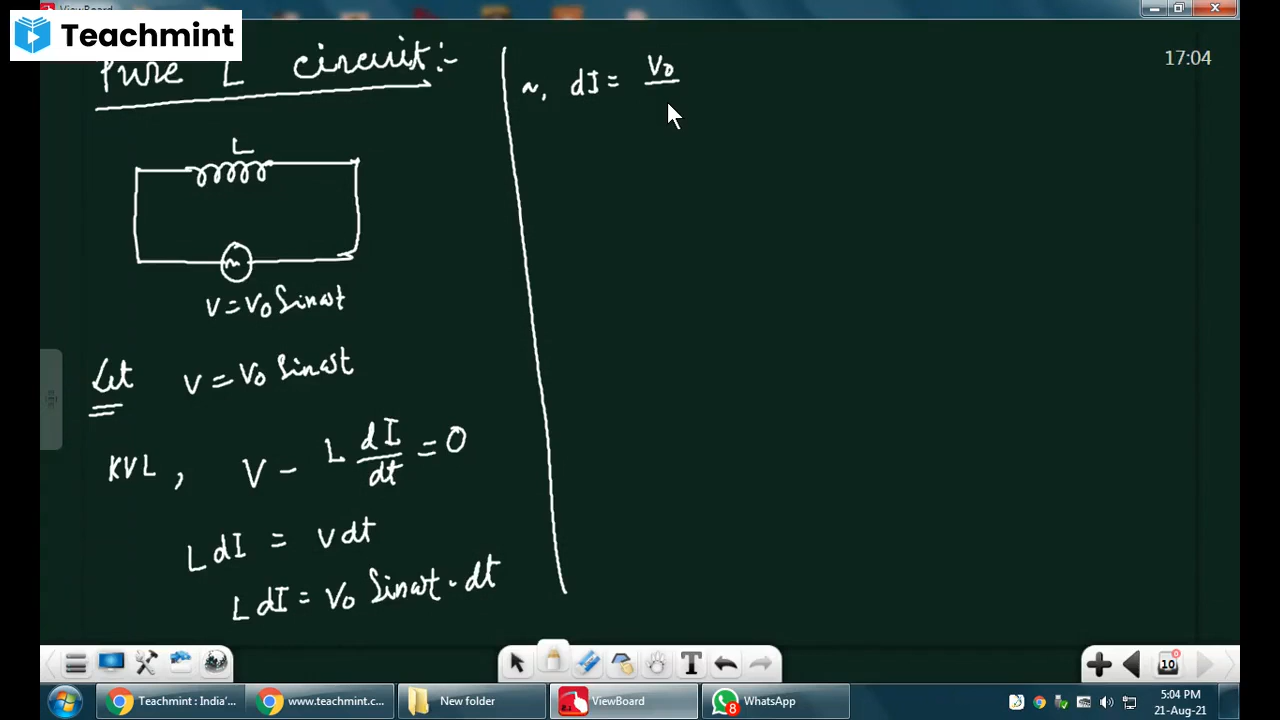 ViewBoard
Teachmint
17:04
Pure L circuit:-
L
V = V₀ Sinωt
Let V = V₀ Sinωt
KVL, V - L dI/dt = 0
L dI = V dt
L dI = V₀ Sinωt · dt
~, dI = V₀
T
10
0
Teachmint : India'
www.teachmint.c...
New folder
ViewBoard
8
WhatsApp
5:04 PM
21-Aug-21